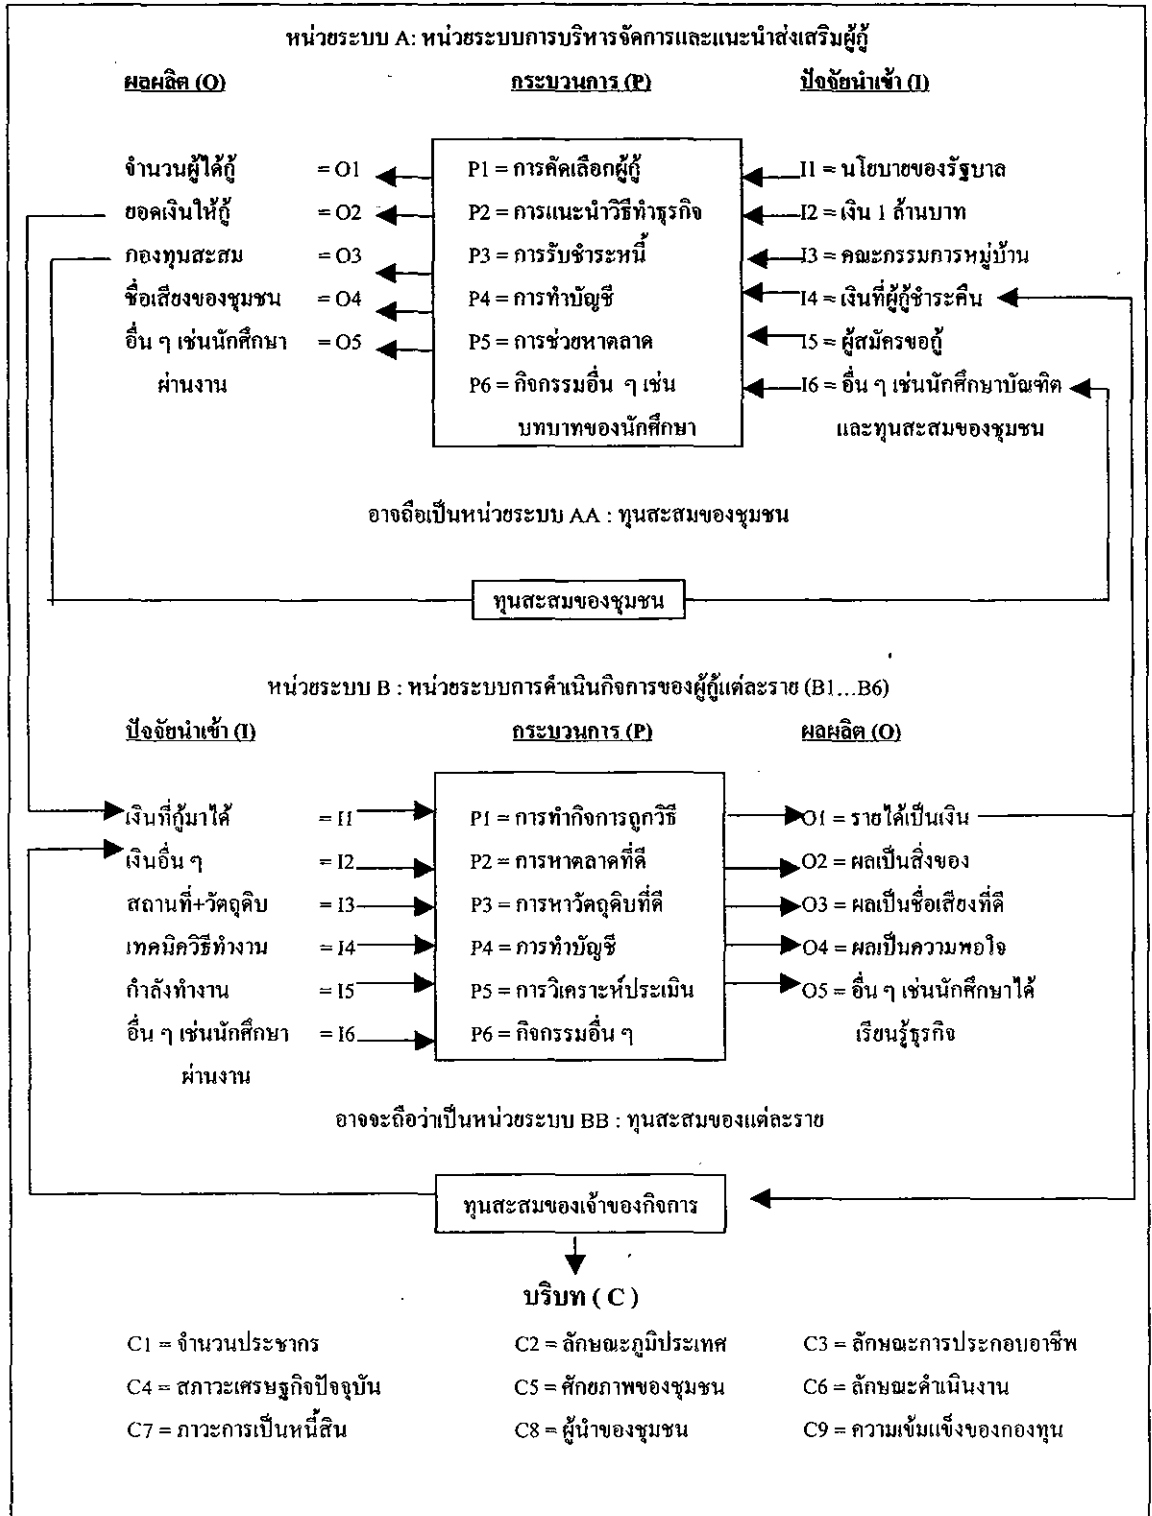 หน่วยระบบ A: หน่วยระบบการบริหารจัดการและแนะนำส่งเสริมผู้กู้
ผลผลิต (O) กระบวนการ (P) ปัจจัยนำเข้า (I)
จำนวนผู้ได้กู้ = O1 P1 = การคัดเลือกผู้กู้ I1 = นโยบายของรัฐบาล
ยอดเงินให้กู้ = O2 P2 = การแนะนำวิธีทำธุรกิจ I2 = เงิน 1 ล้านบาท
กองทุนสะสม = O3 P3 = การรับชำระหนี้ I3 = คณะกรรมการหมู่บ้าน
ชื่อเสียงของชุมชน = O4 P4 = การทำบัญชี I4 = เงินที่ผู้กู้ชำระคืน
อื่น ๆ เช่นนักศึกษา = O5 P5 = การช่วยหาตลาด I5 = ผู้สมัครขอกู้
ผ่านงาน P6 = กิจกรรมอื่น ๆ เช่น I6 = อื่น ๆ เช่นนักศึกษาบัณฑิต
บทบาทของนักศึกษา และทุนสะสมของชุมชน
อาจถือเป็นหน่วยระบบ AA : ทุนสะสมของชุมชน
ทุนสะสมของชุมชน
หน่วยระบบ B : หน่วยระบบการดำเนินกิจการของผู้กู้แต่ละราย (B1...B6)
ปัจจัยนำเข้า (I) กระบวนการ (P) ผลผลิต (O)
เงินที่กู้มาได้ = I1 P1 = การทำกิจการถูกวิธี O1 = รายได้เป็นเงิน
เงินอื่น ๆ = I2 P2 = การหาตลาดที่ดี O2 = ผลเป็นสิ่งของ
สถานที่+วัตถุดิบ = I3 P3 = การหาวัตถุดิบที่ดี O3 = ผลเป็นชื่อเสียงที่ดี
เทคนิควิธีทำงาน = I4 P4 = การทำบัญชี O4 = ผลเป็นความพอใจ
กำลังทำงาน = I5 P5 = การวิเคราะห์ประเมิน O5 = อื่น ๆ เช่นนักศึกษาได้
อื่น ๆ เช่นนักศึกษา = I6 P6 = กิจกรรมอื่น ๆ เรียนรู้ธุรกิจ
ผ่านงาน
อาจจะถือว่าเป็นหน่วยระบบ BB : ทุนสะสมของแต่ละราย
ทุนสะสมของเจ้าของกิจการ
บริบท ( C )
C1 = จำนวนประชากร C2 = ลักษณะภูมิประเทศ C3 = ลักษณะการประกอบอาชีพ
C4 = สภาวะเศรษฐกิจปัจจุบัน C5 = ศักยภาพของชุมชน C6 = ลักษณะดำเนินงาน
C7 = ภาวะการเป็นหนี้สิน C8 = ผู้นำของชุมชน C9 = ความเข้มแข็งของกองทุน